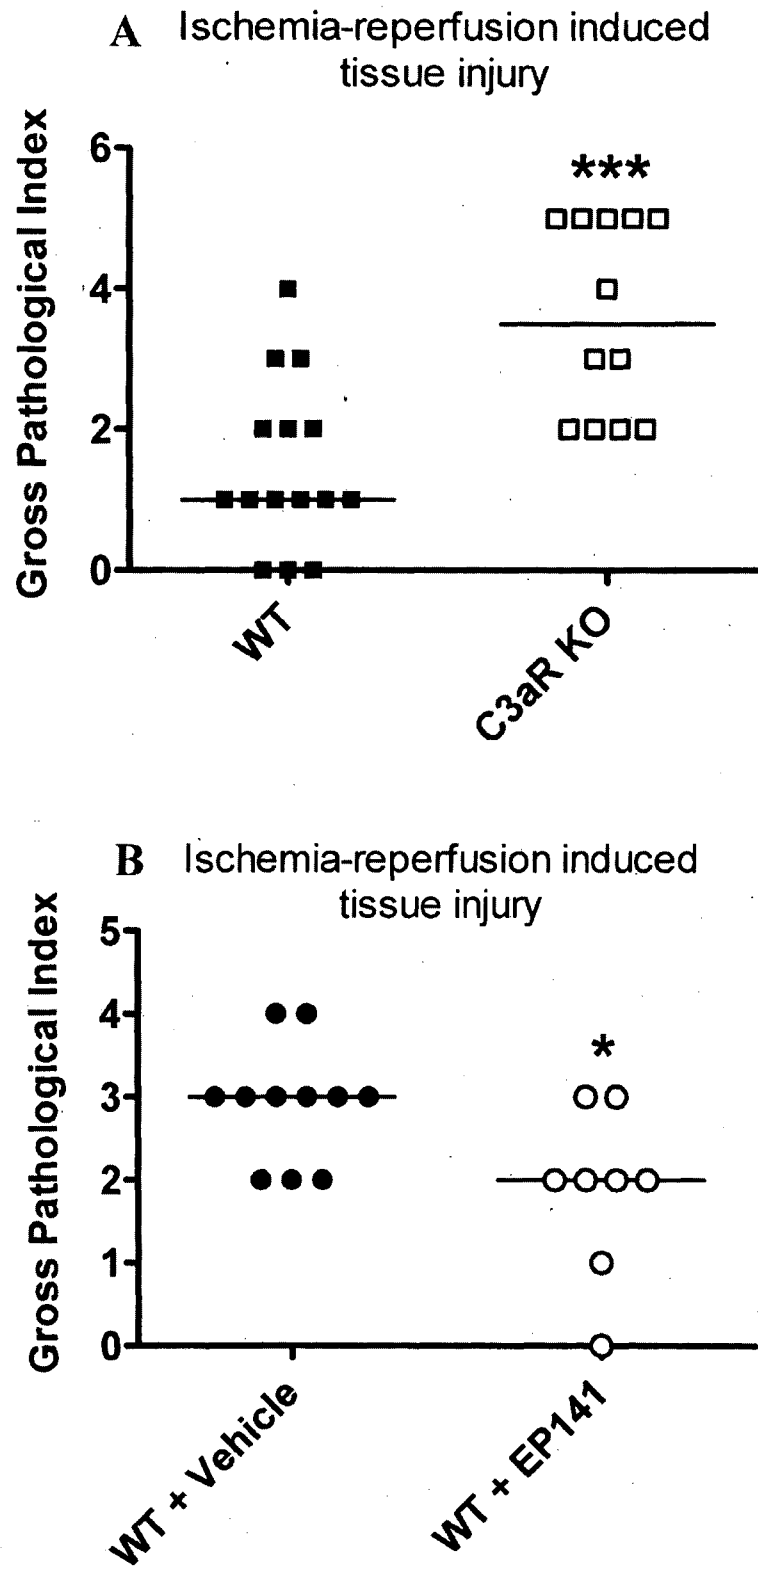 A Ischemia-reperfusion induced
tissue injury
Gross Pathological Index
6
4
2
0
***
WT
C3aR KO
B Ischemia-reperfusion induced
tissue injury
Gross Pathological Index
5
4
3
2
1
0
*
WT + Vehicle
WT + EP141